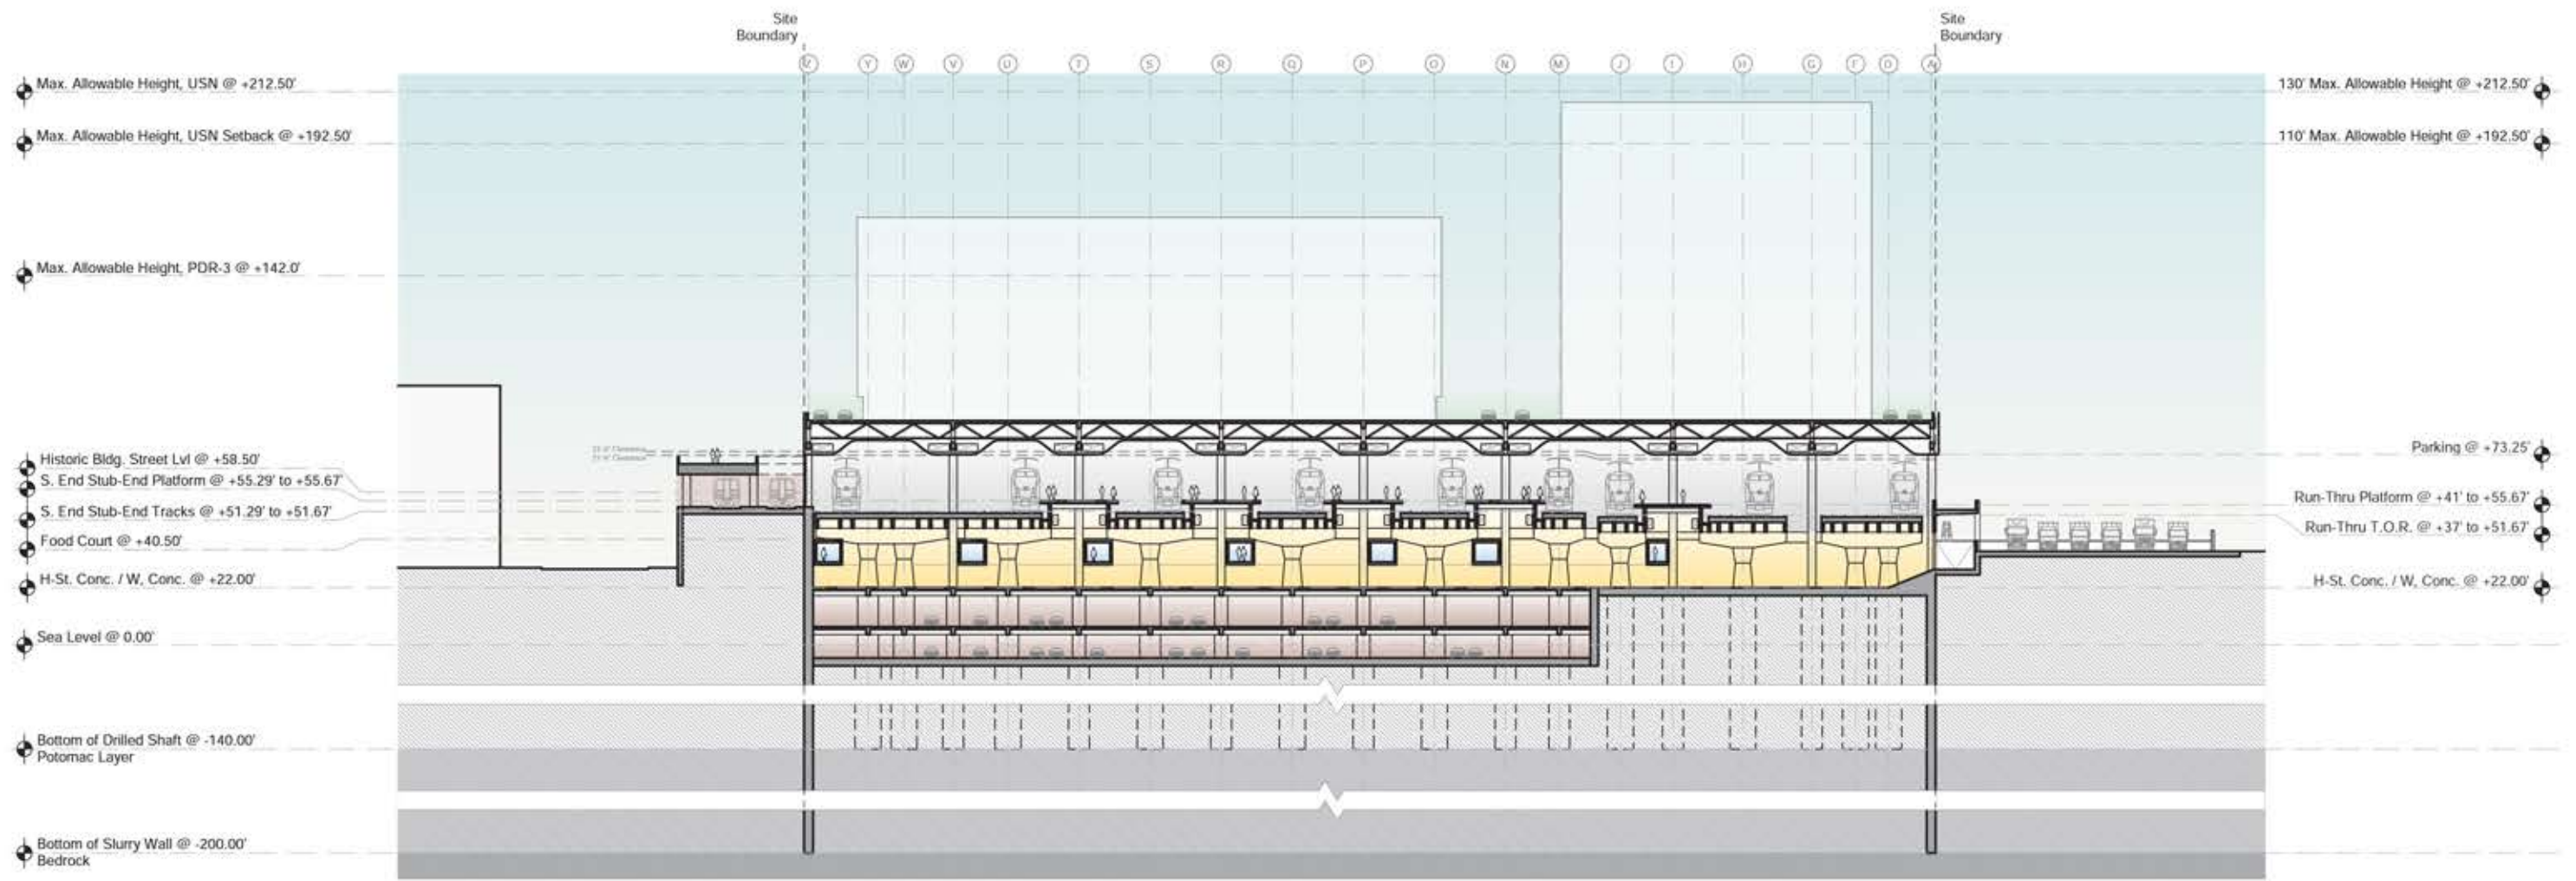 Site
Boundary
Site
Boundary
Y W V U T S R Q P O N M J I H G F D A
Max. Allowable Height, USN @ +212.50'
130' Max. Allowable Height @ +212.50'
Max. Allowable Height, USN Setback @ +192.50'
110' Max. Allowable Height @ +192.50'
Max. Allowable Height, PDR-3 @ +142.0'
Parking @ +73.25'
Historic Bldg. Street Lvl @ +58.50'
S. End Stub-End Platform @ +55.29' to +55.67'
Run-Thru Platform @ +41' to +55.67'
S. End Stub-End Tracks @ +51.29' to +51.67'
Run-Thru T.O.R. @ +37' to +51.67'
Food Court @ +40.50'
H-St. Conc. / W, Conc. @ +22.00'
H-St. Conc. / W, Conc. @ +22.00'
Sea Level @ 0.00'
Bottom of Drilled Shaft @ -140.00'
Potomac Layer
Bottom of Slurry Wall @ -200.00'
Bedrock